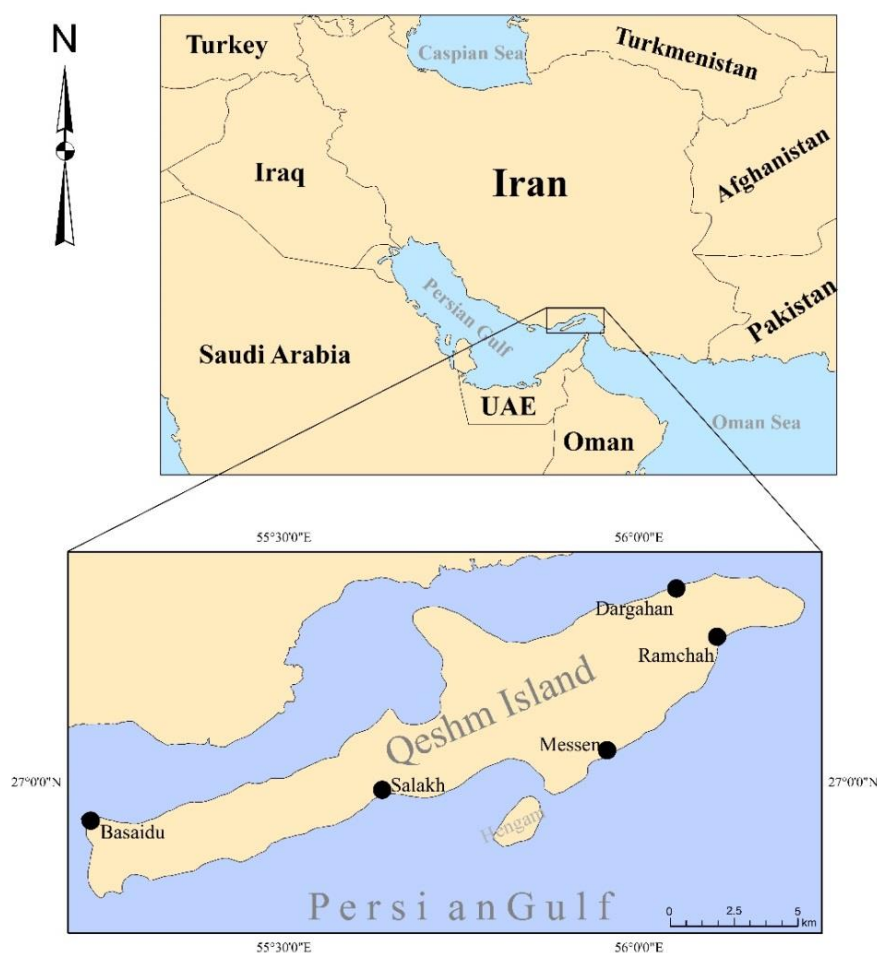 N
Turkey
Caspian Sea
Turkmenistan
Iraq
Iran
Afghanistan
Persian Gulf
Pakistan
Saudi Arabia
UAE
Oman Sea
Oman
55°30'0"E
56°0'0"E
Dargahan
Ramchah
Qeshm Island
Messen
27°0'0"N
27°0'0"N
Salakh
Hengam
Basaidu
Persian Gulf
0 2.5 5
km
55°30'0"E
56°0'0"E